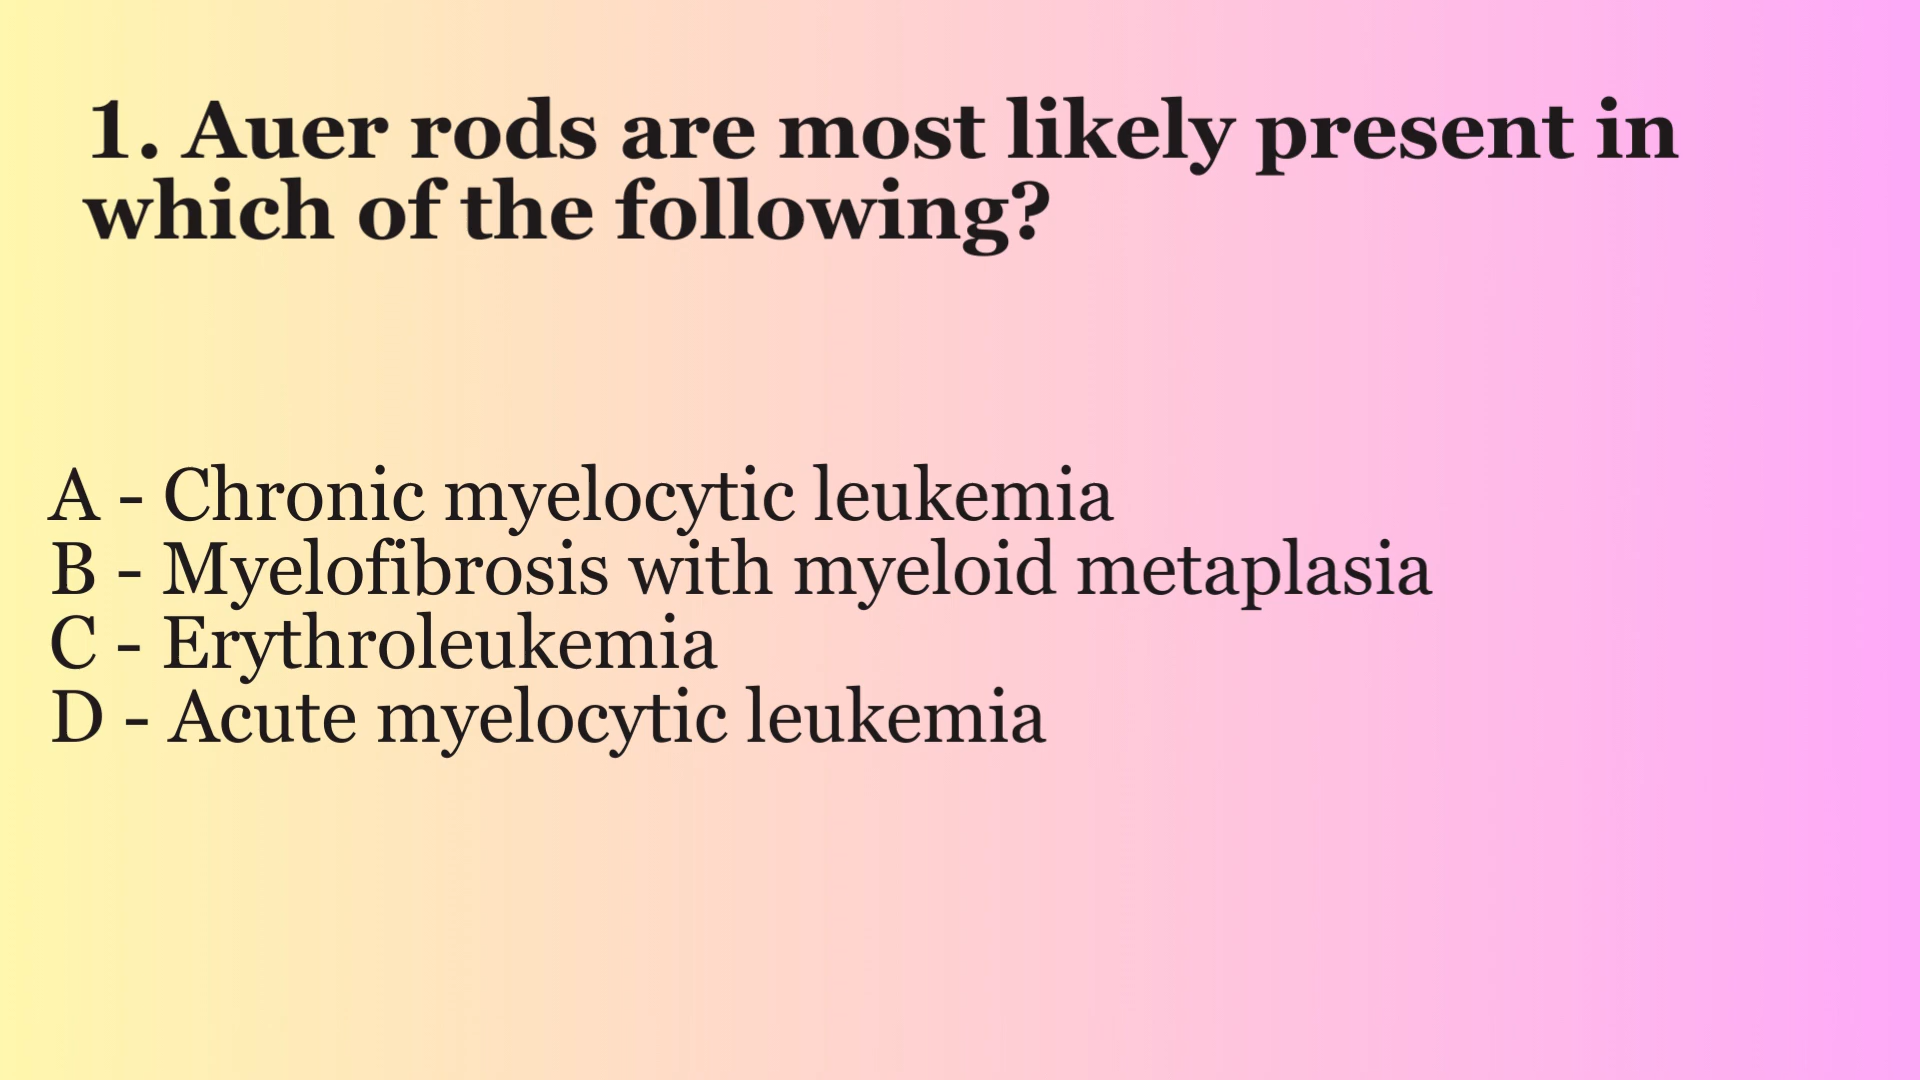 1. Auer rods are most likely present in
which of the following?
A - Chronic myelocytic leukemia
B - Myelofibrosis with myeloid metaplasia
C - Erythroleukemia
D - Acute myelocytic leukemia